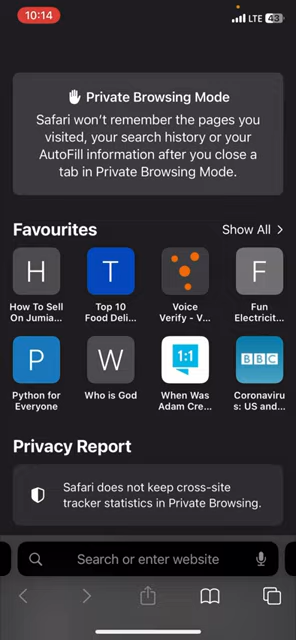 10:14
LTE 43
Private Browsing Mode
Safari won't remember the pages you
visited, your search history or your
AutoFill information after you close a
tab in Private Browsing Mode.
Favourites
Show All
H
T
F
How To Sell
On Jumia...
Top 10
Food Deli...
Voice
Verify - V...
Fun
Electricit...
P
W
1:1
BBC
Python for
Everyone
Who is God
When Was
Adam Cre...
Coronaviru
s: US and...
Privacy Report
Safari does not keep cross-site
tracker statistics in Private Browsing.
Search or enter website